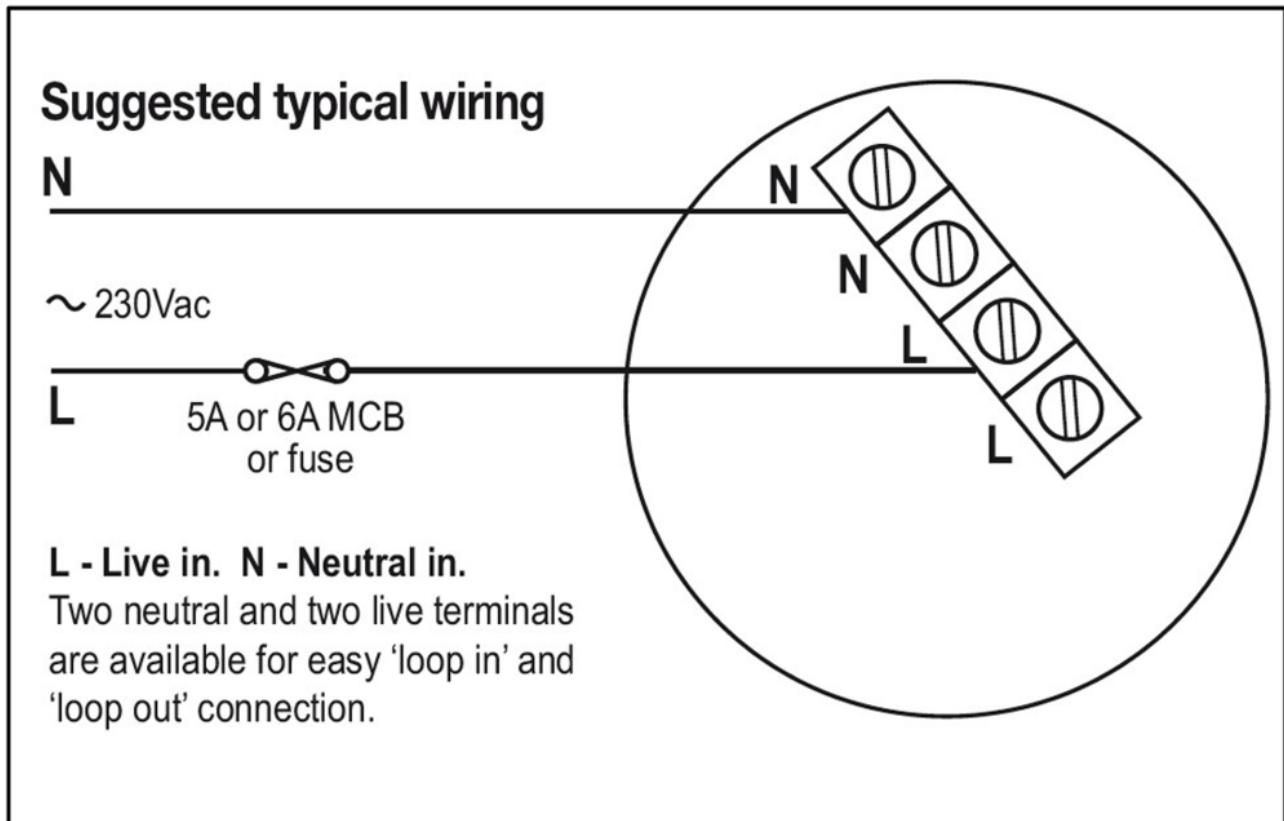 Suggested typical wiring
N
N
N
~ 230Vac
L
L
5A or 6A MCB
or fuse
L
L - Live in. N - Neutral in.
Two neutral and two live terminals
are available for easy ‘loop in’ and
‘loop out’ connection.